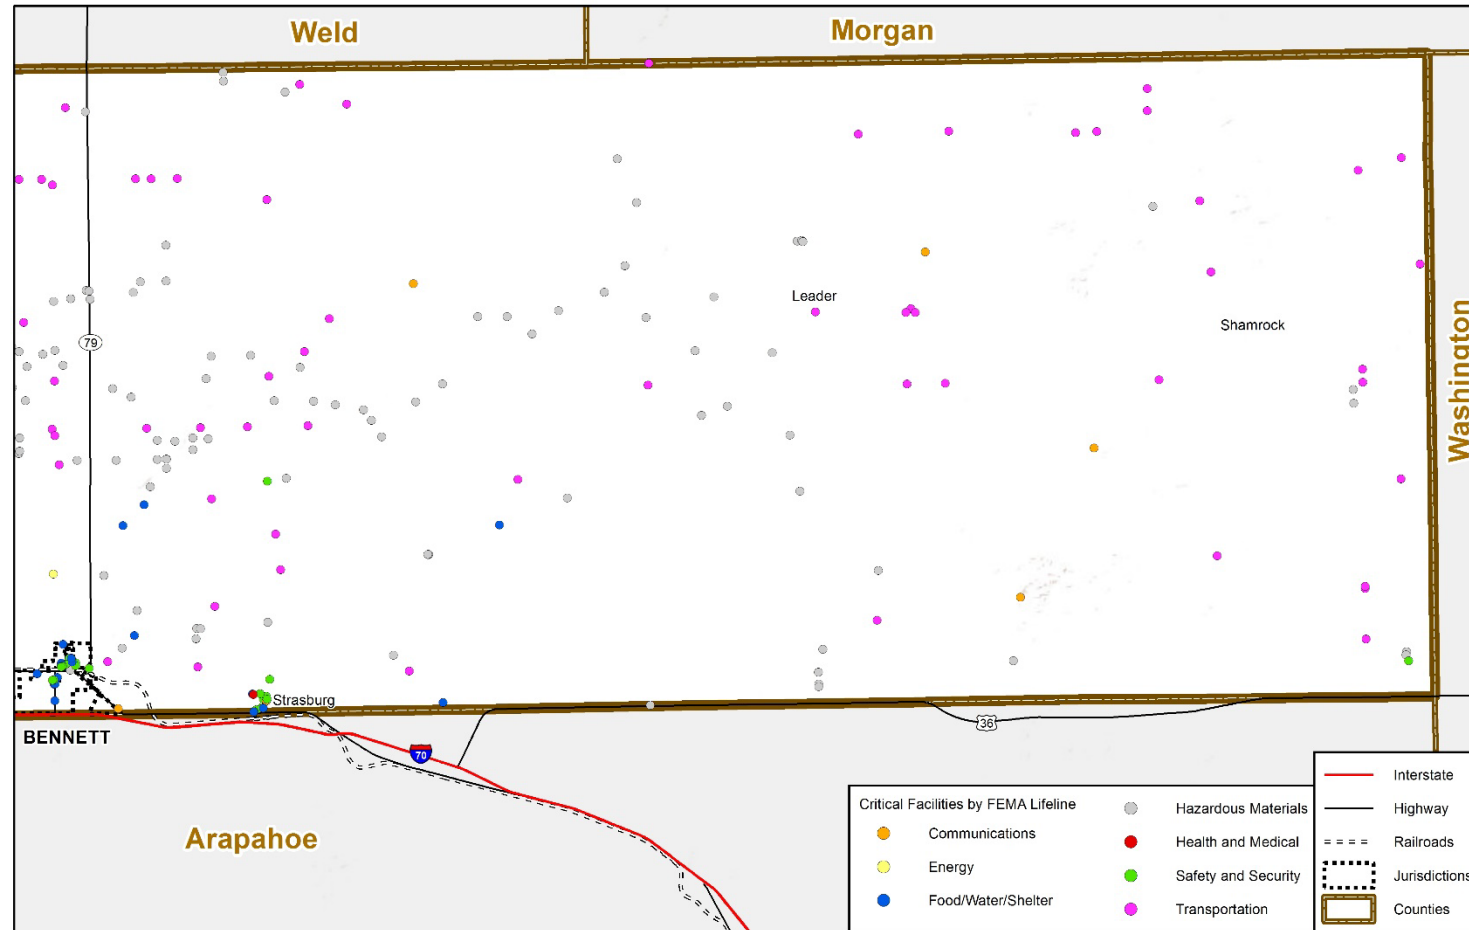 Weld
Morgan
Leader
Shamrock
79
Washington
Strasburg
BENNETT
36
70
Arapahoe
Critical Facilities by FEMA Lifeline
Communications
Energy
Food/Water/Shelter
Hazardous Materials
Health and Medical
Safety and Security
Transportation
Interstate
Highway
Railroads
Jurisdictions
Counties